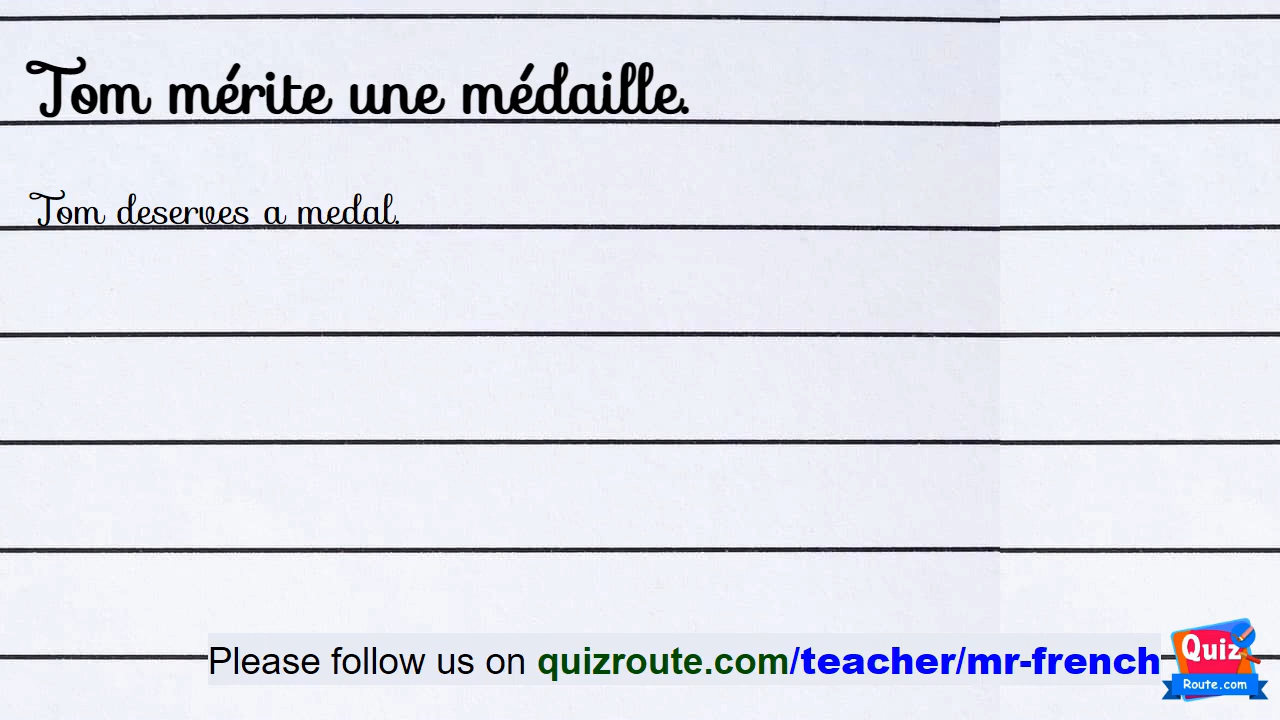 Tom mérite une médaille.
Tom deserves a medal.
Please follow us on quizroute.com/teacher/mr-french
Quiz
Route.com